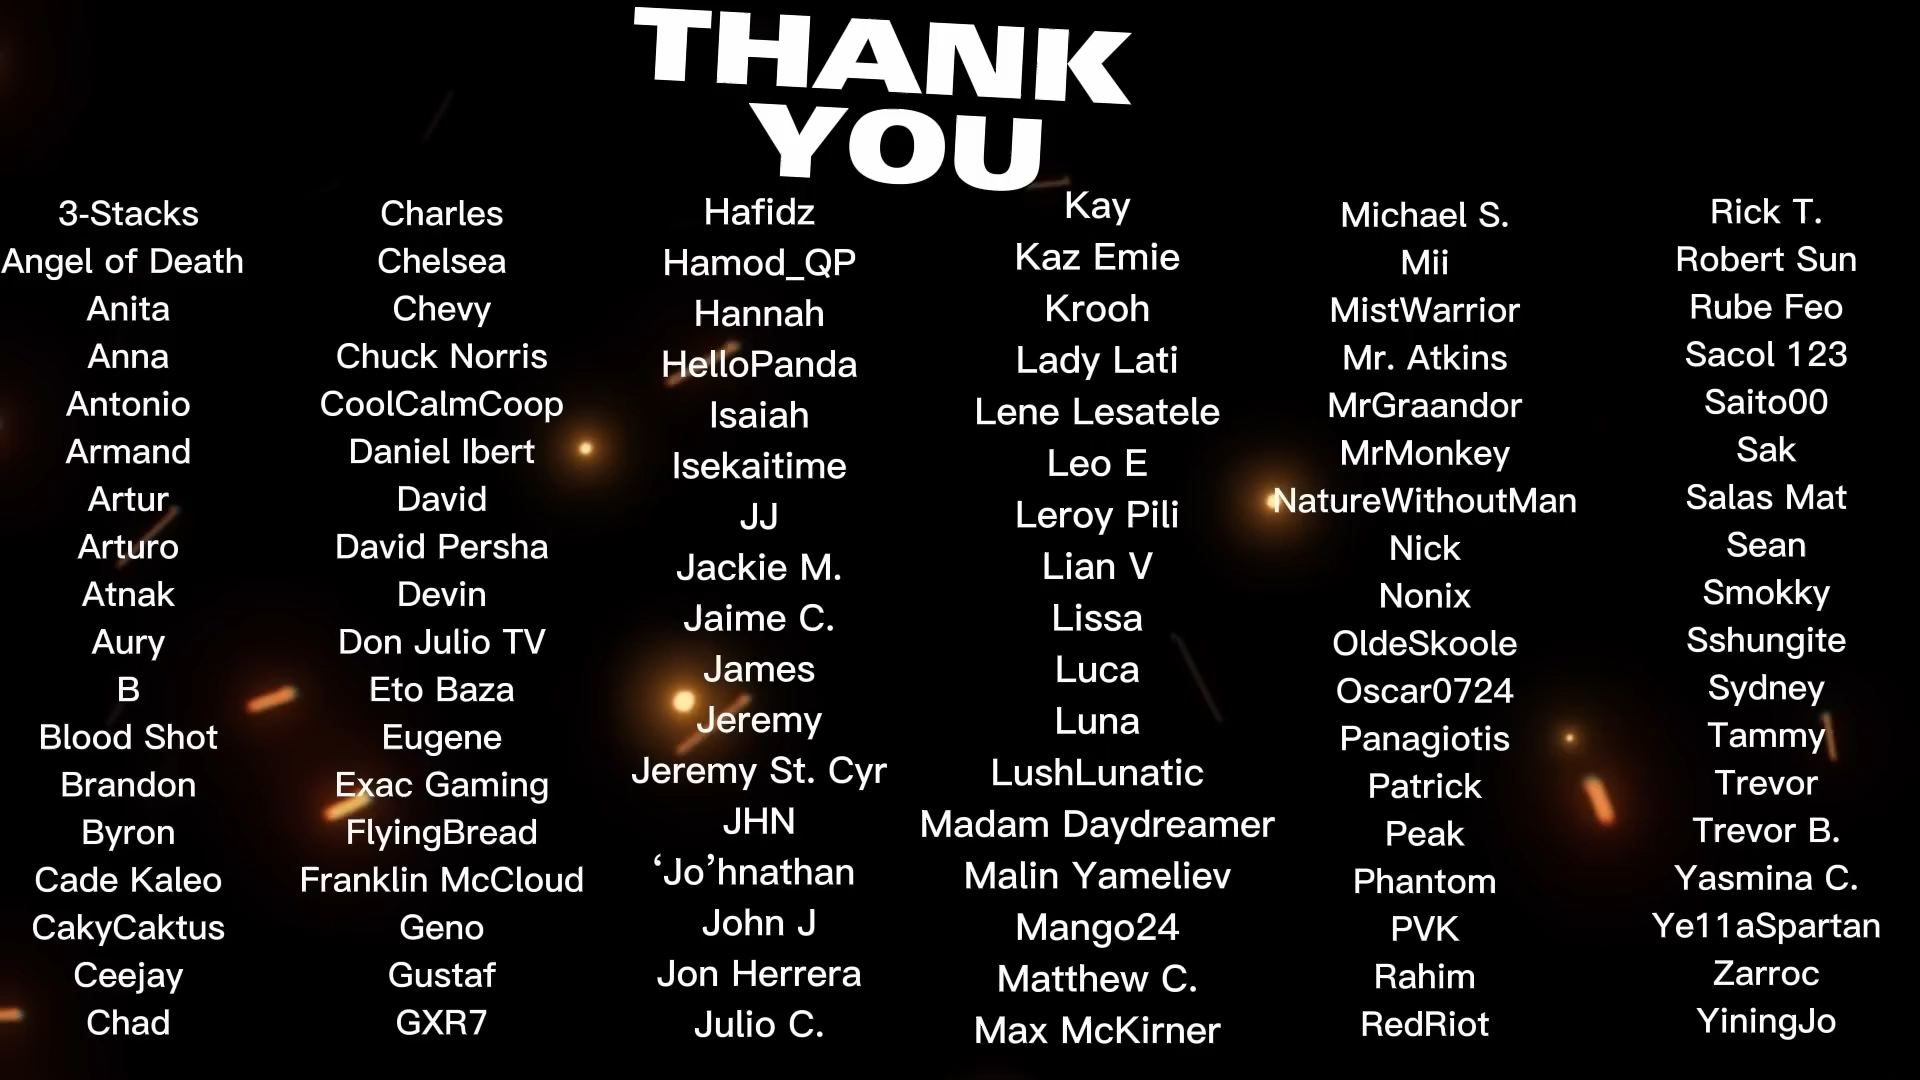 THANK
YOU
3-Stacks
Angel of Death
Anita
Anna
Antonio
Armand
Artur
Arturo
Atnak
Aury
B
Blood Shot
Brandon
Byron
Cade Kaleo
CakyCaktus
Ceejay
Chad
Charles
Chelsea
Chevy
Chuck Norris
CoolCalmCoop
Daniel Ibert
David
David Persha
Devin
Don Julio TV
Eto Baza
Eugene
Exac Gaming
FlyingBread
Franklin McCloud
Geno
Gustaf
GXR7
Hafidz
Hamod_QP
Hannah
HelloPanda
Isaiah
Isekaitime
JJ
Jackie M.
Jaime C.
James
Jeremy
Jeremy St. Cyr
JHN
‘Jo’hnathan
John J
Jon Herrera
Julio C.
Kay
Kaz Emie
Krooh
Lady Lati
Lene Lesatele
Leo E
Leroy Pili
Lian V
Lissa
Luca
Luna
LushLunatic
Madam Daydreamer
Malin Yameliev
Mango24
Matthew C.
Max McKirner
Michael S.
Mii
MistWarrior
Mr. Atkins
MrGraandor
MrMonkey
NatureWithoutMan
Nick
Nonix
OldeSkoole
Oscar0724
Panagiotis
Patrick
Peak
Phantom
PVK
Rahim
RedRiot
Rick T.
Robert Sun
Rube Feo
Sacol 123
Saito00
Sak
Salas Mat
Sean
Smokky
Sshungite
Sydney
Tammy
Trevor
Trevor B.
Yasmina C.
Ye11aSpartan
Zarroc
YiningJo